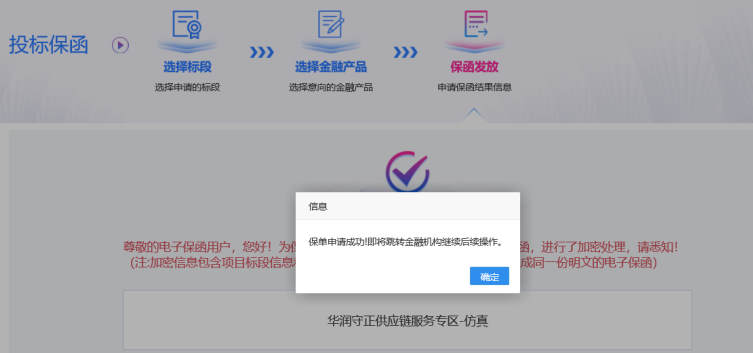 投标保函
选择标段
选择申请的标段
选择金融产品
选择意向的金融产品
保函发放
申请保函结果信息
信息
保单申请成功!即将跳转金融机构继续后续操作。
确定
尊敬的电子保函用户，您好！为
函，进行了加密处理，请悉知!
(注:加密信息包含项目标段信息
成同一份明文的电子保函)
华润守正供应链服务专区-仿真